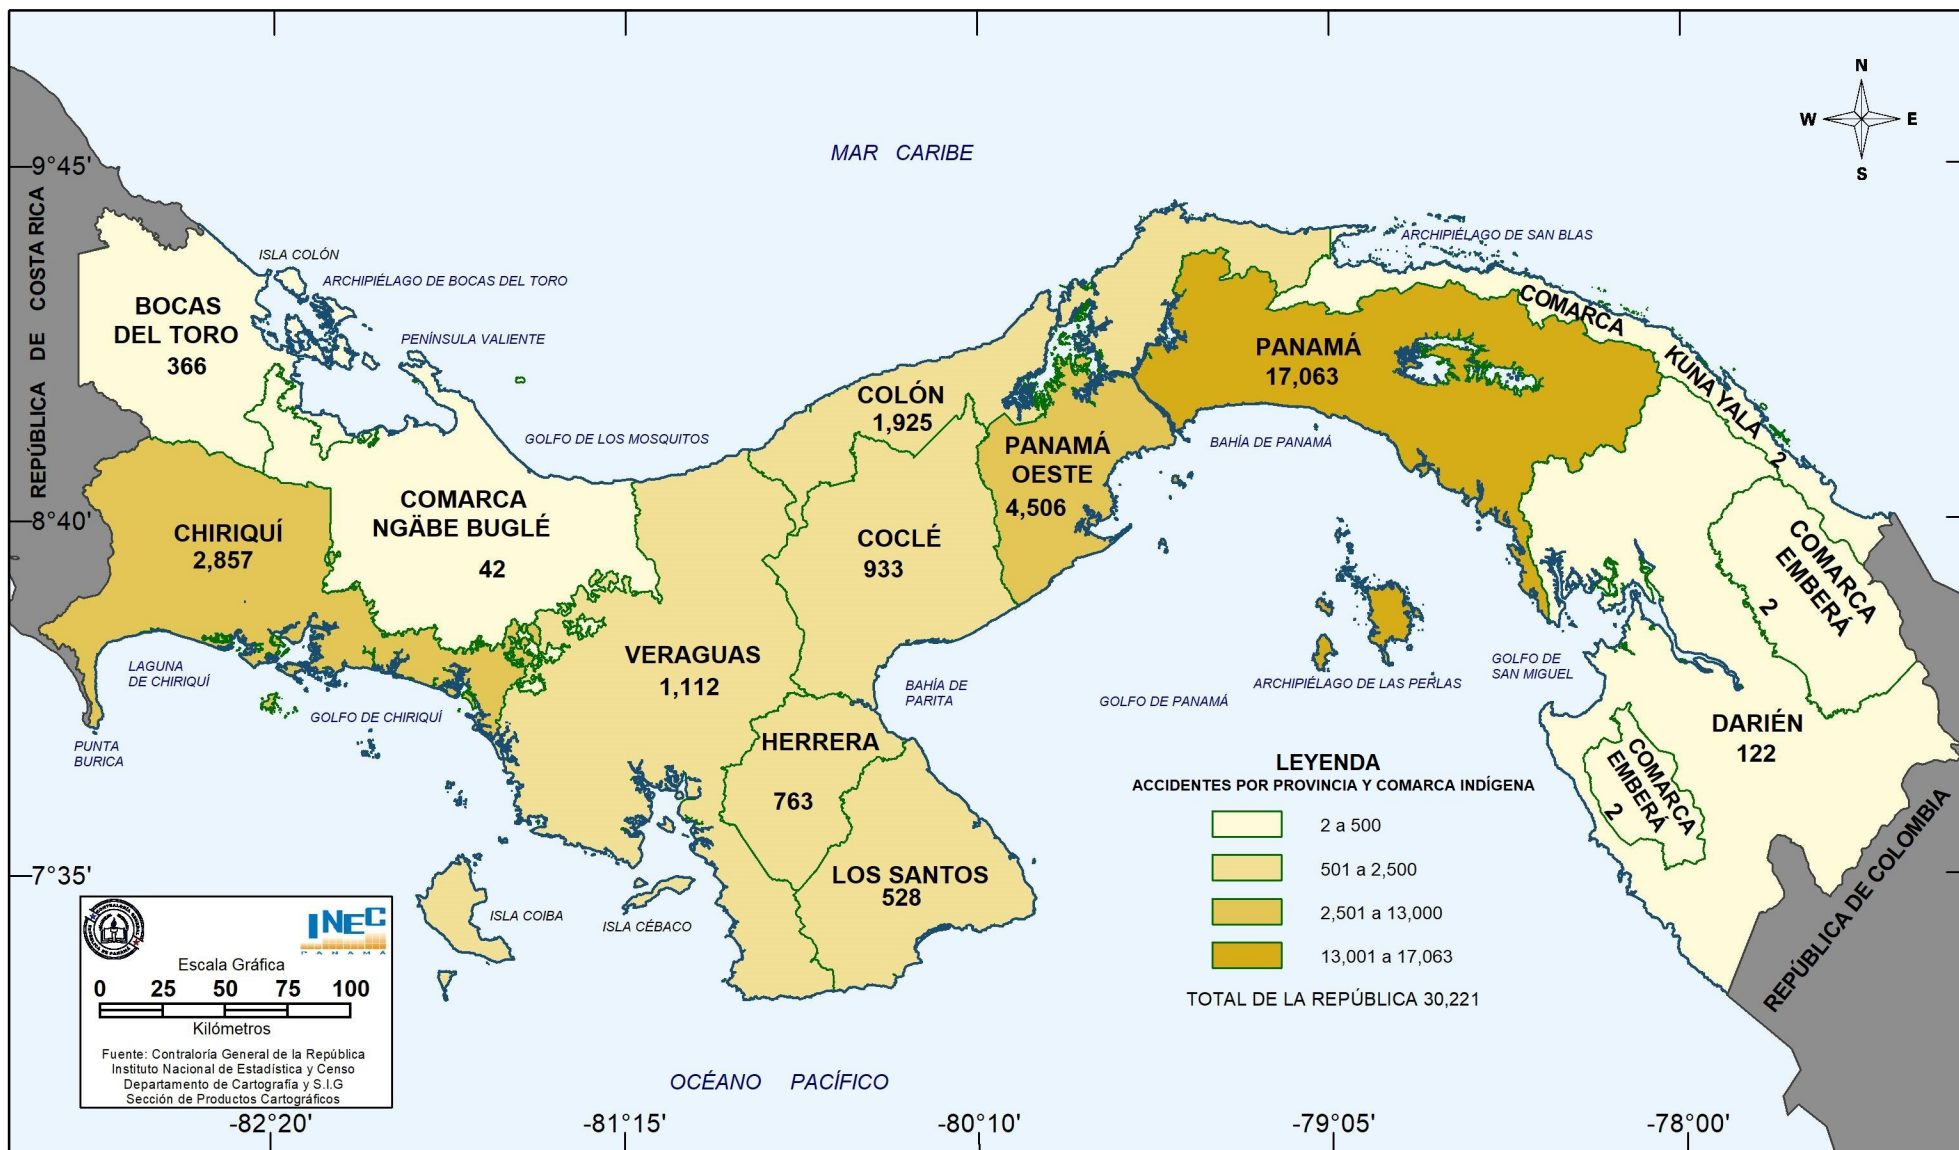 N
W E
S
MAR CARIBE
9°45'
REPÚBLICA DE COSTA RICA
ISLA COLÓN
ARCHIPIÉLAGO DE BOCAS DEL TORO
ARCHIPIÉLAGO DE SAN BLAS
BOCAS
DEL TORO
366
PENÍNSULA VALIENTE
COMARCA
KUNA YALA
2
PANAMÁ
17,063
COLÓN
1,925
GOLFO DE LOS MOSQUITOS
BAHÍA DE PANAMÁ
PANAMÁ
OESTE
4,506
8°40'
CHIRIQUÍ
2,857
COMARCA
NGÄBE BUGLÉ
42
COCLÉ
933
COMARCA
EMBERÁ
2
LAGUNA
DE CHIRIQUÍ
VERAGUAS
1,112
BAHÍA DE
PARITA
GOLFO DE PANAMÁ
ARCHIPIÉLAGO DE LAS PERLAS
GOLFO DE
SAN MIGUEL
GOLFO DE CHIRIQUÍ
PUNTA
BURICA
HERRERA
763
DARIÉN
122
COMARCA
EMBERÁ
2
LOS SANTOS
528
7°35'
ISLA COIBA
ISLA CÉBACO
REPÚBLICA DE COLOMBIA
LEYENDA
ACCIDENTES POR PROVINCIA Y COMARCA INDÍGENA
2 a 500
501 a 2,500
2,501 a 13,000
13,001 a 17,063
TOTAL DE LA REPÚBLICA 30,221
INEC
PANAMÁ
Escala Gráfica
0 25 50 75 100
Kilómetros
Fuente: Contraloría General de la República
Instituto Nacional de Estadística y Censo
Departamento de Cartografía y S.I.G
Sección de Productos Cartográficos
OCÉANO PACÍFICO
-82°20' -81°15' -80°10' -79°05' -78°00'